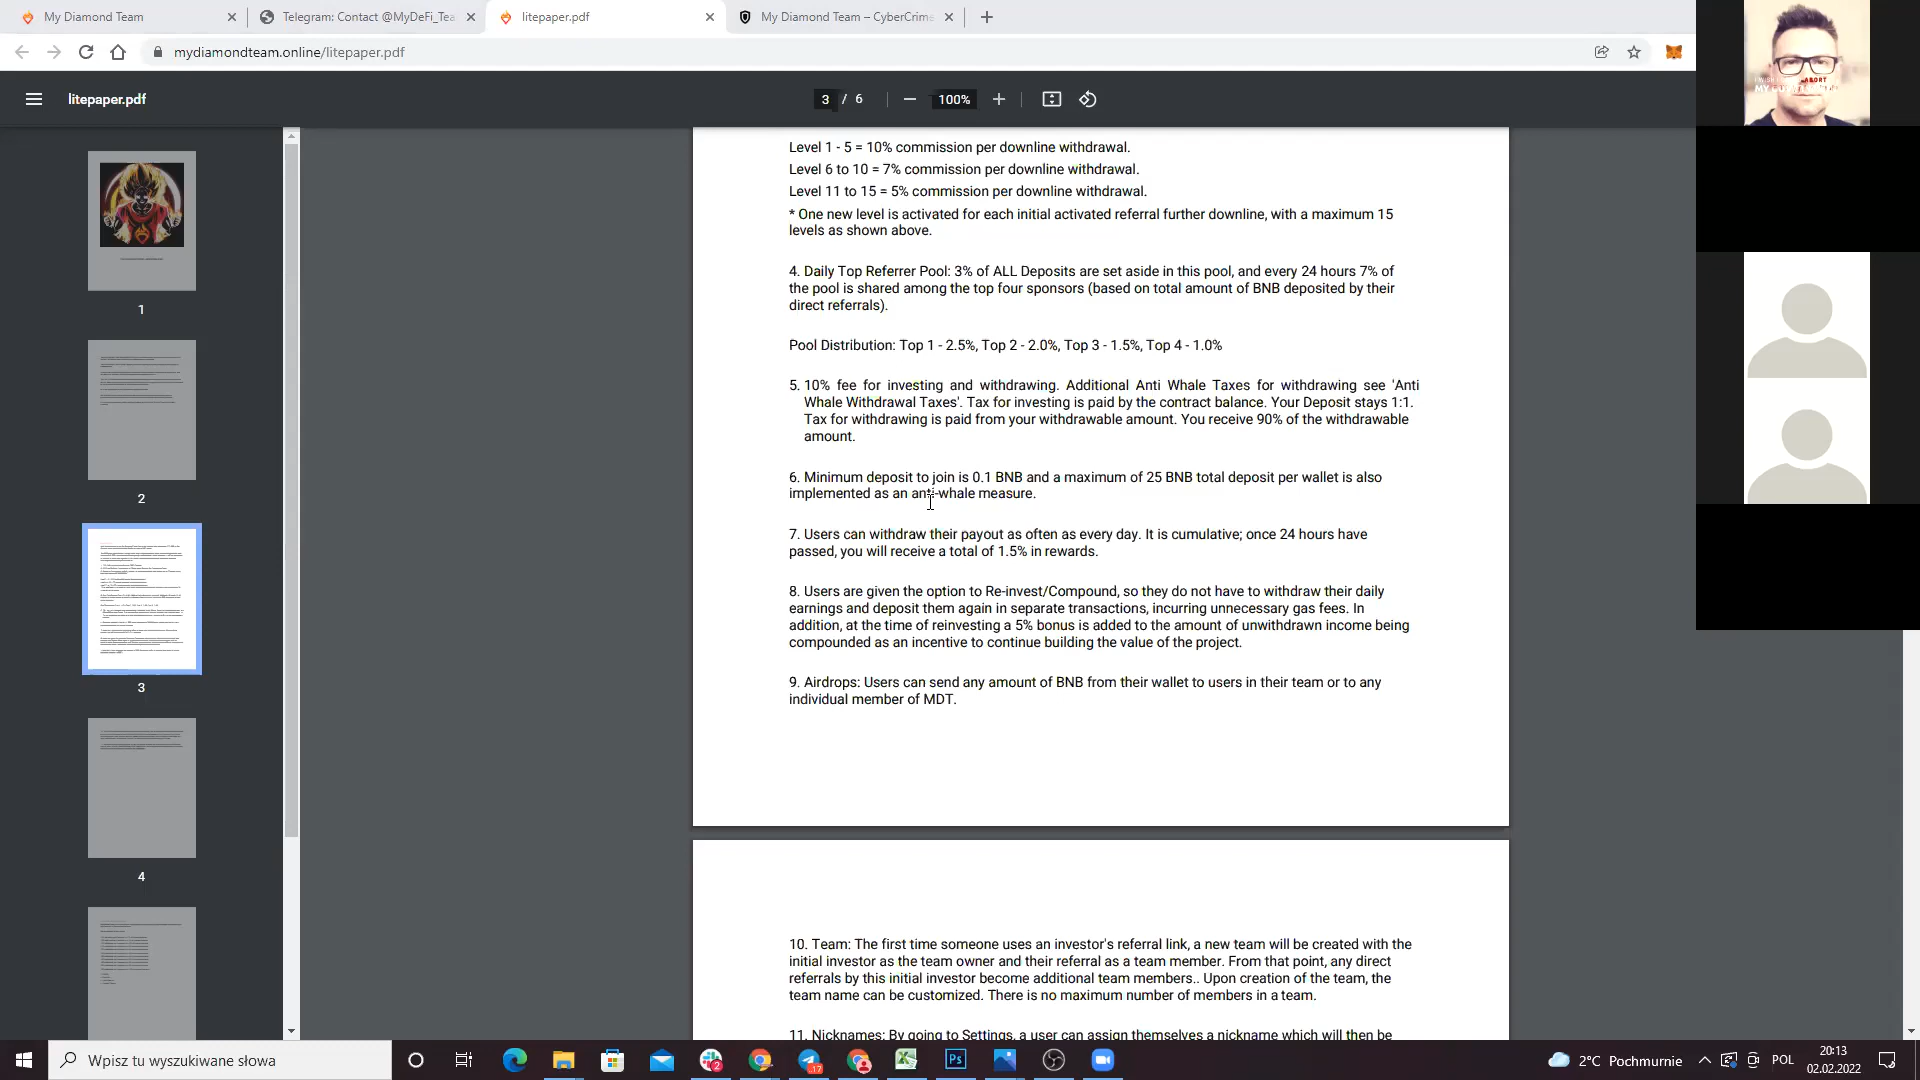 My Diamond Team
Telegram: Contact @MyDeFi_Tea
litepaper.pdf
My Diamond Team – CyberCrime
mydiamondteam.online/litepaper.pdf
litepaper.pdf
3 / 6
100%
1
2
3
4
Level 1 - 5 = 10% commission per downline withdrawal.
Level 6 to 10 = 7% commission per downline withdrawal.
Level 11 to 15 = 5% commission per downline withdrawal.
* One new level is activated for each initial activated referral further downline, with a maximum 15
levels as shown above.
4. Daily Top Referrer Pool: 3% of ALL Deposits are set aside in this pool, and every 24 hours 7% of
the pool is shared among the top four sponsors (based on total amount of BNB deposited by their
direct referrals).
Pool Distribution: Top 1 - 2.5%, Top 2 - 2.0%, Top 3 - 1.5%, Top 4 - 1.0%
5. 10% fee for investing and withdrawing. Additional Anti Whale Taxes for withdrawing see 'Anti
Whale Withdrawal Taxes'. Tax for investing is paid by the contract balance. Your Deposit stays 1:1.
Tax for withdrawing is paid from your withdrawable amount. You receive 90% of the withdrawable
amount.
6. Minimum deposit to join is 0.1 BNB and a maximum of 25 BNB total deposit per wallet is also
implemented as an anti-whale measure.
7. Users can withdraw their payout as often as every day. It is cumulative; once 24 hours have
passed, you will receive a total of 1.5% in rewards.
8. Users are given the option to Re-invest/Compound, so they do not have to withdraw their daily
earnings and deposit them again in separate transactions, incurring unnecessary gas fees. In
addition, at the time of reinvesting a 5% bonus is added to the amount of unwithdrawn income being
compounded as an incentive to continue building the value of the project.
9. Airdrops: Users can send any amount of BNB from their wallet to users in their team or to any
individual member of MDT.
10. Team: The first time someone uses an investor's referral link, a new team will be created with the
initial investor as the team owner and their referral as a team member. From that point, any direct
referrals by this initial investor become additional team members.. Upon creation of the team, the
team name can be customized. There is no maximum number of members in a team.
11. Nicknames: By going to Settings, a user can assign themselves a nickname which will then be
Wpisz tu wyszukiwane słowa
2
17
Ps
2°C Pochmurnie
POL
20:13
02.02.2022